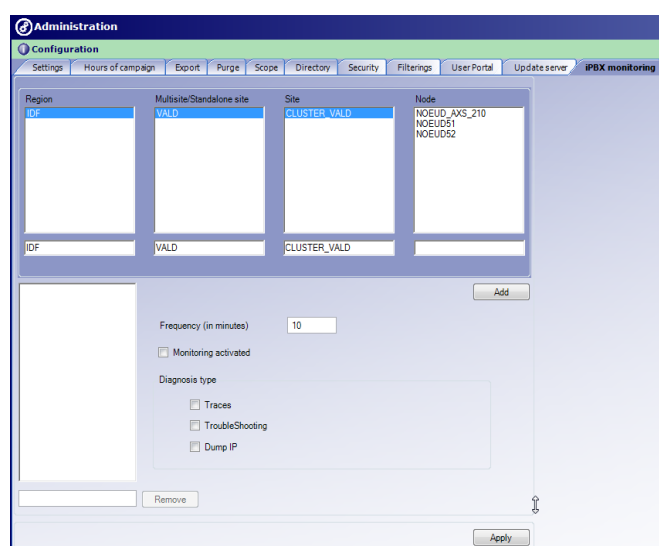 Administration
Configuration
Settings Hours of campaign Export Purge Scope Directory Security Filterings User Portal Update server iPBX monitoring
Region Multisite/Standalone site Site Node
IDF VALD CLUSTER_VALD NOEUD_AXS_210
NOEUD51
NOEUD52
IDF VALD CLUSTER_VALD
Add
Frequency (in minutes) 10
Monitoring activated
Diagnosis type
Traces
TroubleShooting
Dump IP
Remove
Apply